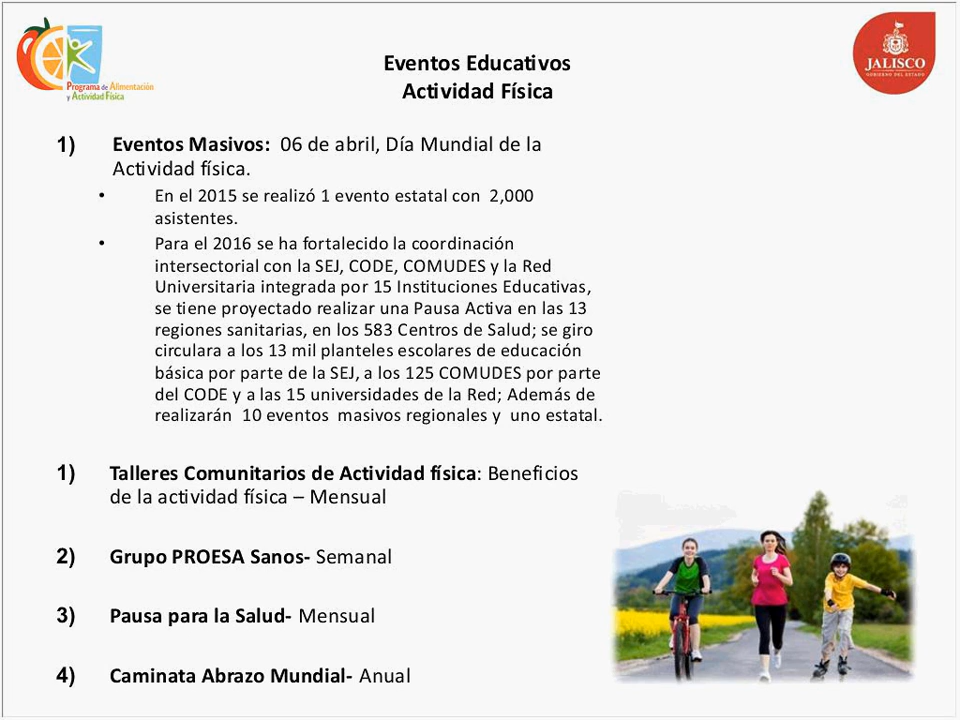 Programa de Alimentación
y Actividad Física
JALISCO
GOBIERNO DEL ESTADO
Eventos Educativos
Actividad Física
1) Eventos Masivos: 06 de abril, Día Mundial de la
Actividad física.
• En el 2015 se realizó 1 evento estatal con 2,000
asistentes.
• Para el 2016 se ha fortalecido la coordinación
intersectorial con la SEJ, CODE, COMUDES y la Red
Universitaria integrada por 15 Instituciones Educativas,
se tiene proyectado realizar una Pausa Activa en las 13
regiones sanitarias, en los 583 Centros de Salud; se giro
circulara a los 13 mil planteles escolares de educación
básica por parte de la SEJ, a los 125 COMUDES por parte
del CODE y a las 15 universidades de la Red; Además de
realizarán 10 eventos masivos regionales y uno estatal.
1) Talleres Comunitarios de Actividad física: Beneficios
de la actividad física – Mensual
2) Grupo PROESA Sanos- Semanal
3) Pausa para la Salud- Mensual
4) Caminata Abrazo Mundial- Anual